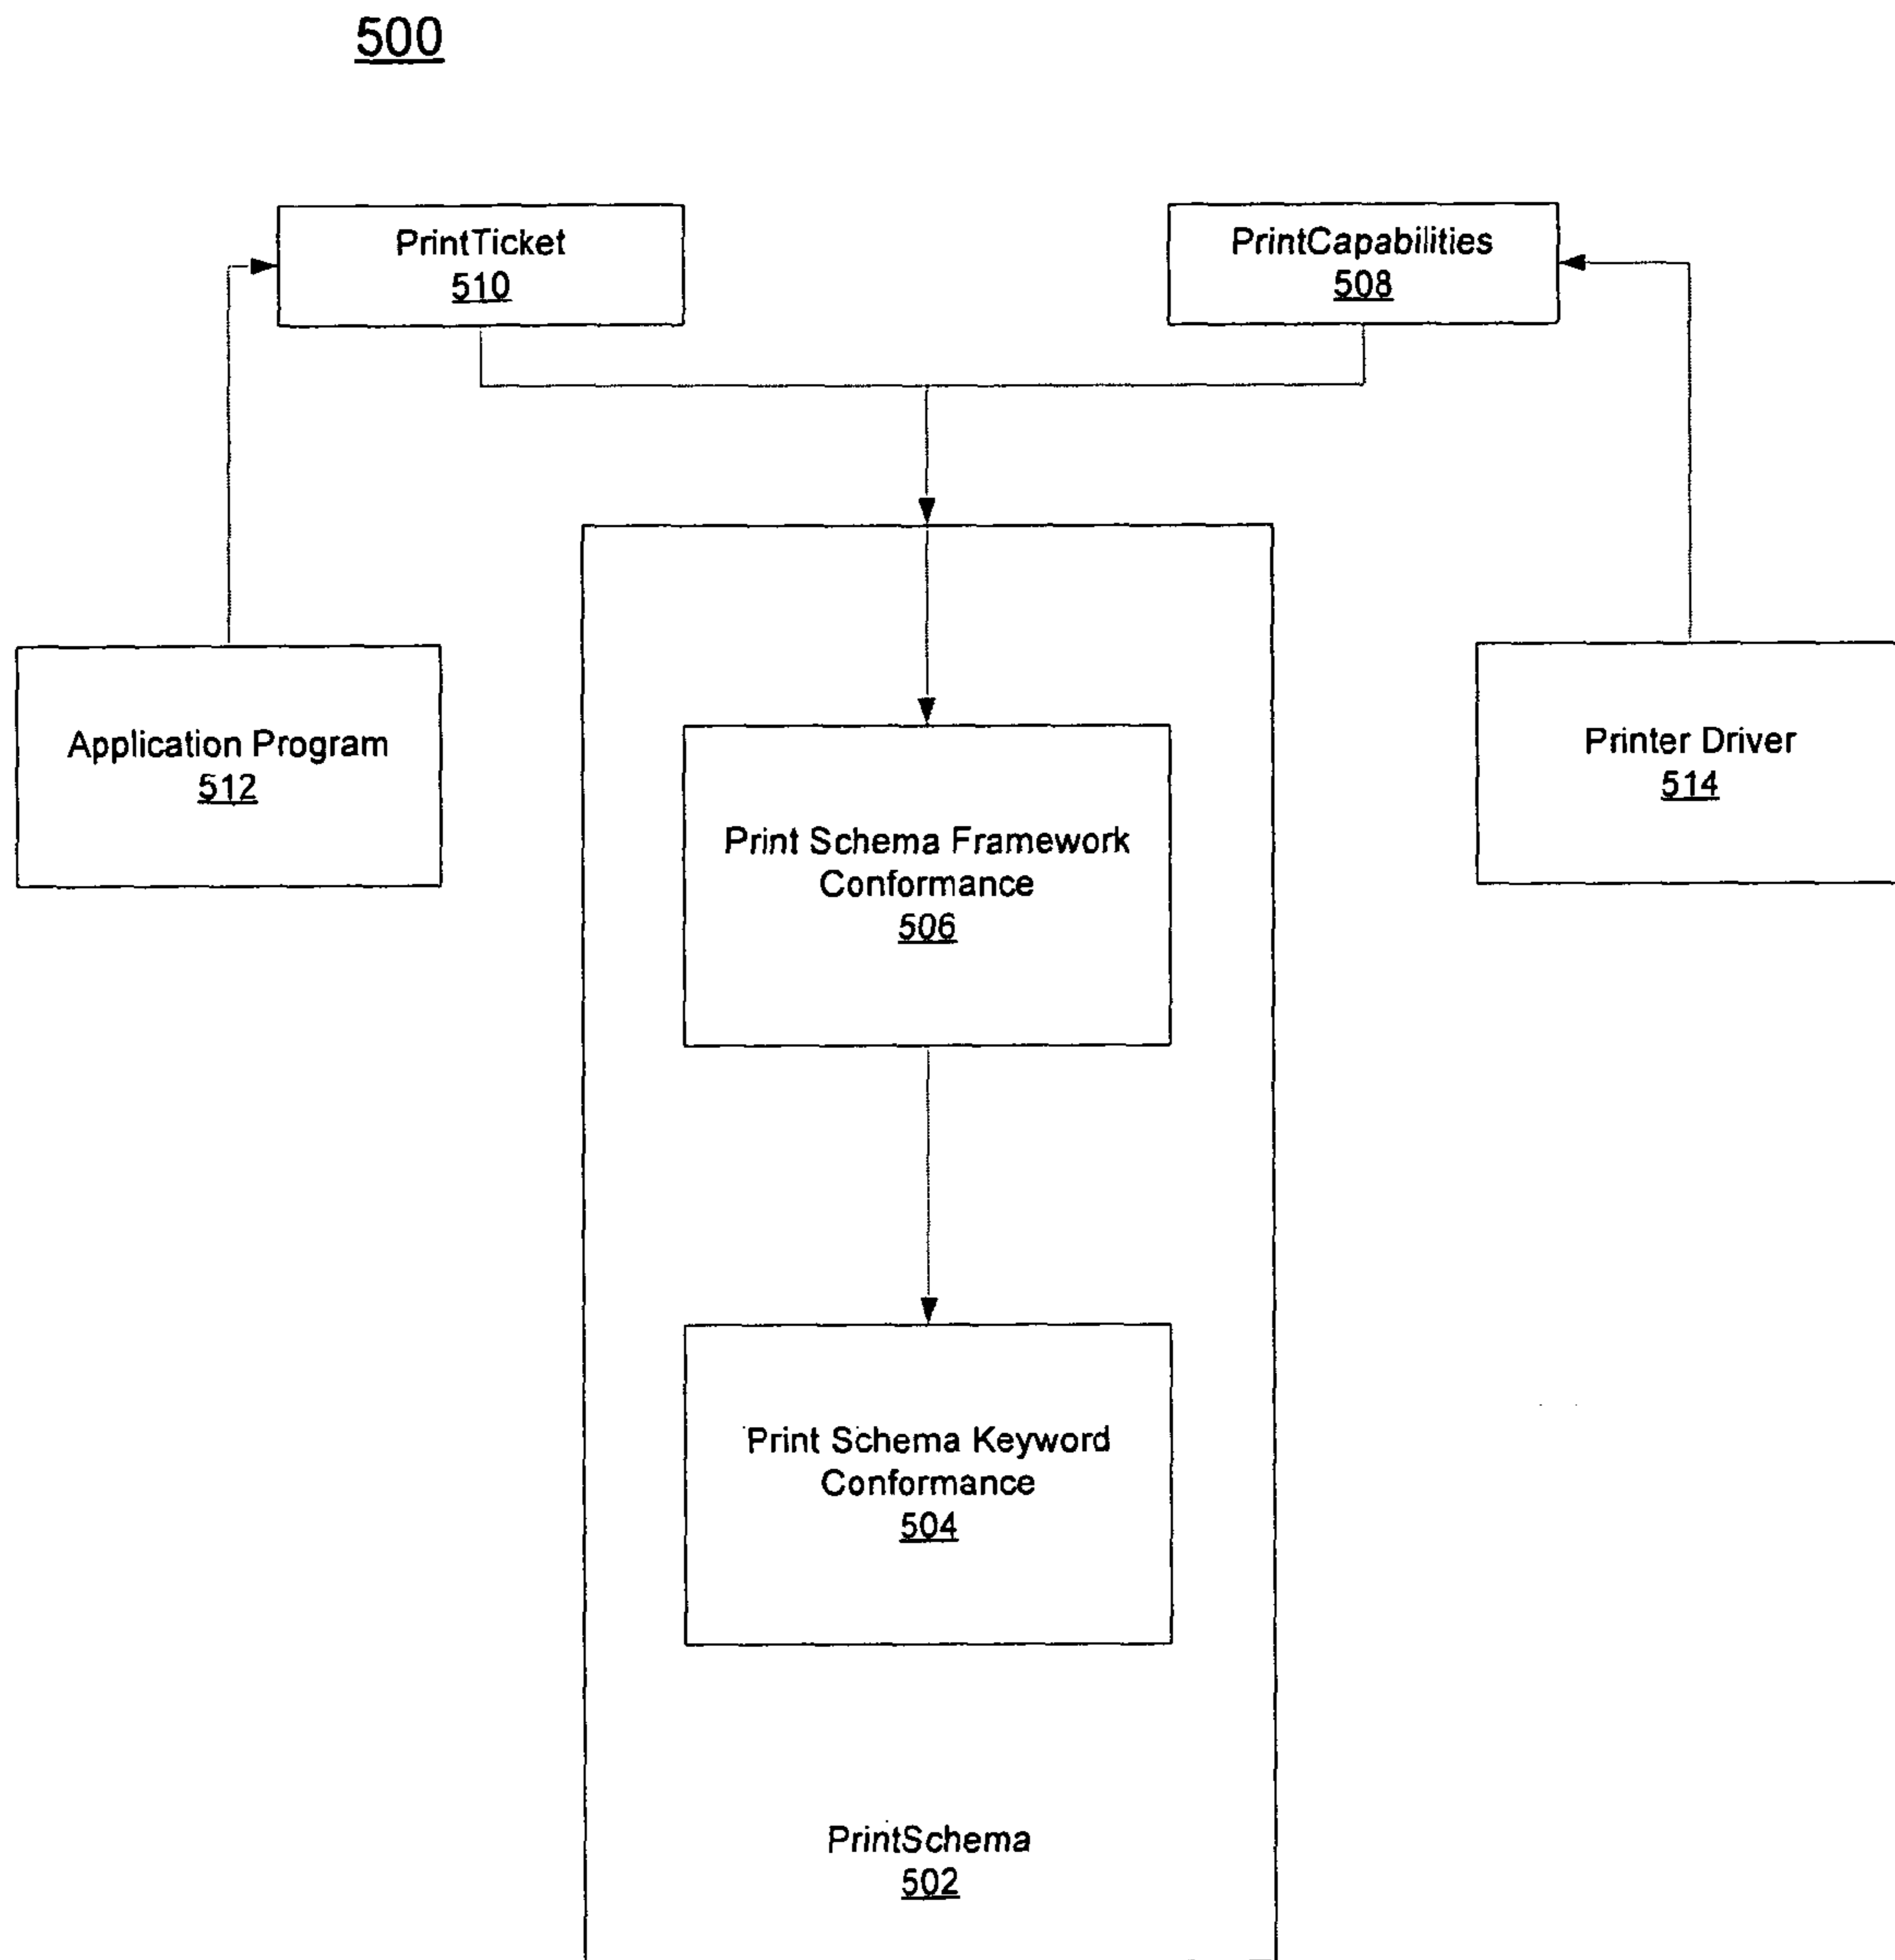 500
PrintTicket
510
PrintCapabilities
508
Application Program
512
Print Schema Framework
Conformance
506
Printer Driver
514
Print Schema Keyword
Conformance
504
PrintSchema
502